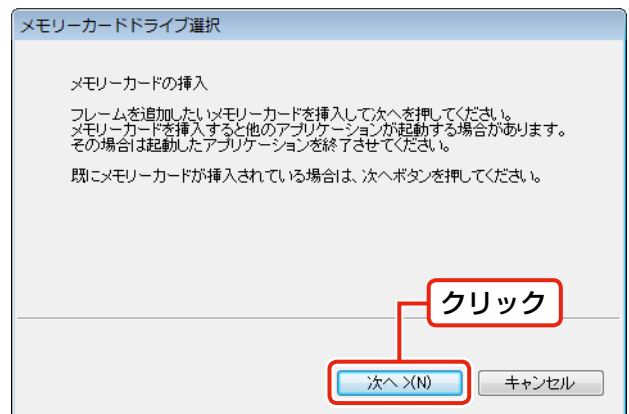 メモリーカードドライブ選択
メモリーカードの挿入
フレームを追加したいメモリーカードを挿入して次へを押してください。
メモリーカードを挿入すると他のアプリケーションが起動する場合があります。
その場合は起動したアプリケーションを終了させてください。
既にメモリーカードが挿入されている場合は、次へボタンを押してください。
クリック
次へ >(N)
キャンセル